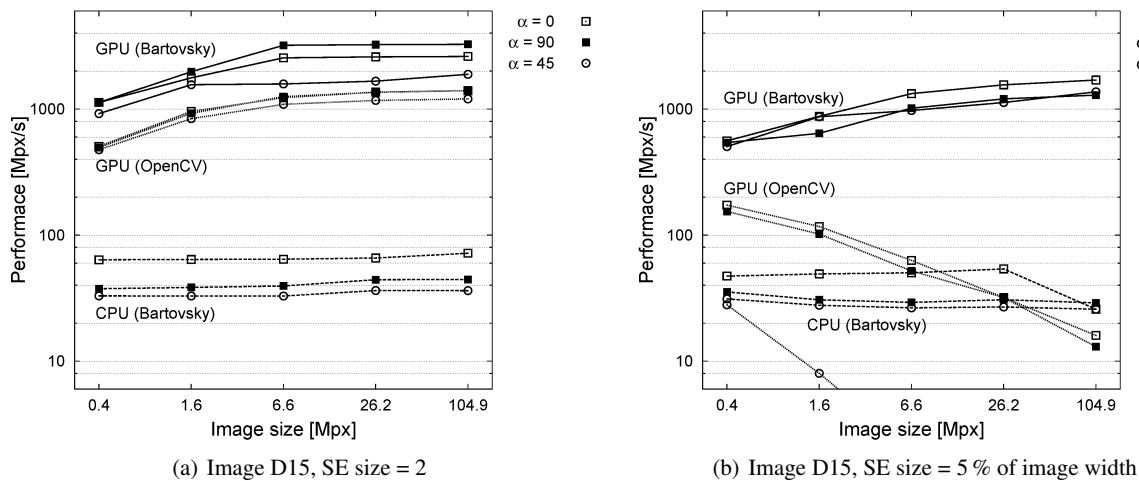 GPU (Bartovsky)
α = 0
α = 90
α = 45
1000
GPU (OpenCV)
100
CPU (Bartovsky)
10
Performace [Mpx/s]
0.4 1.6 6.6 26.2 104.9
Image size [Mpx]
(a) Image D15, SE size = 2
1000
GPU (Bartovsky)
GPU (OpenCV)
100
CPU (Bartovsky)
10
Performace [Mpx/s]
0.4 1.6 6.6 26.2 104.9
Image size [Mpx]
(b) Image D15, SE size = 5 % of image width